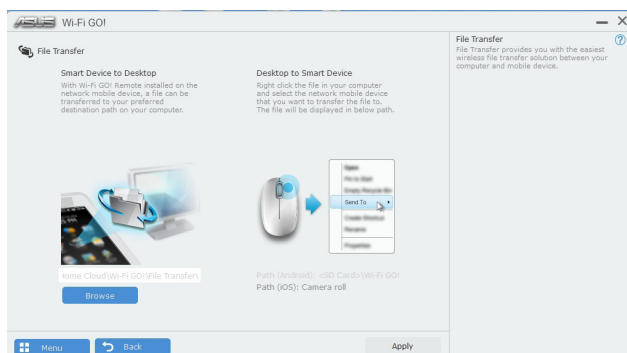 ASUS Wi-Fi GO!
File Transfer
Smart Device to Desktop
With Wi-Fi GO! Remote installed on the
network mobile device, a file can be
transferred to your preferred
destination path on your computer.
Desktop to Smart Device
Right click the file in your computer
and select the network mobile device
that you want to transfer the file to.
The file will be displayed in below path.
Open
Pin to Start
Empty Recycle Bin
Send To
Create Shortcut
Rename
Properties
Home Cloud\Wi-Fi GO!\File Transfer\
Browse
Path (Android): <SD Card>\Wi-Fi GO!
Path (iOS): Camera roll
Menu
Back
Apply
File Transfer
File Transfer provides you with the easiest
wireless file transfer solution between your
computer and mobile device.